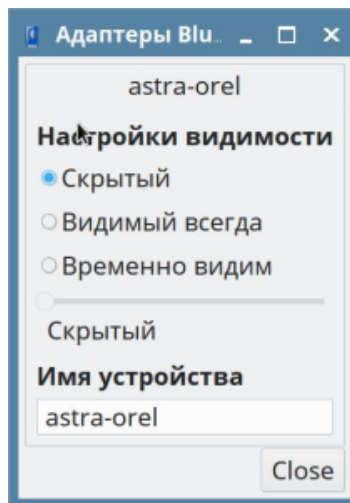 Адаптеры Blu...
astra-orel
Настройки видимости
Скрытый
Видимый всегда
Временно видим
Скрытый
Имя устройства
astra-orel
Close